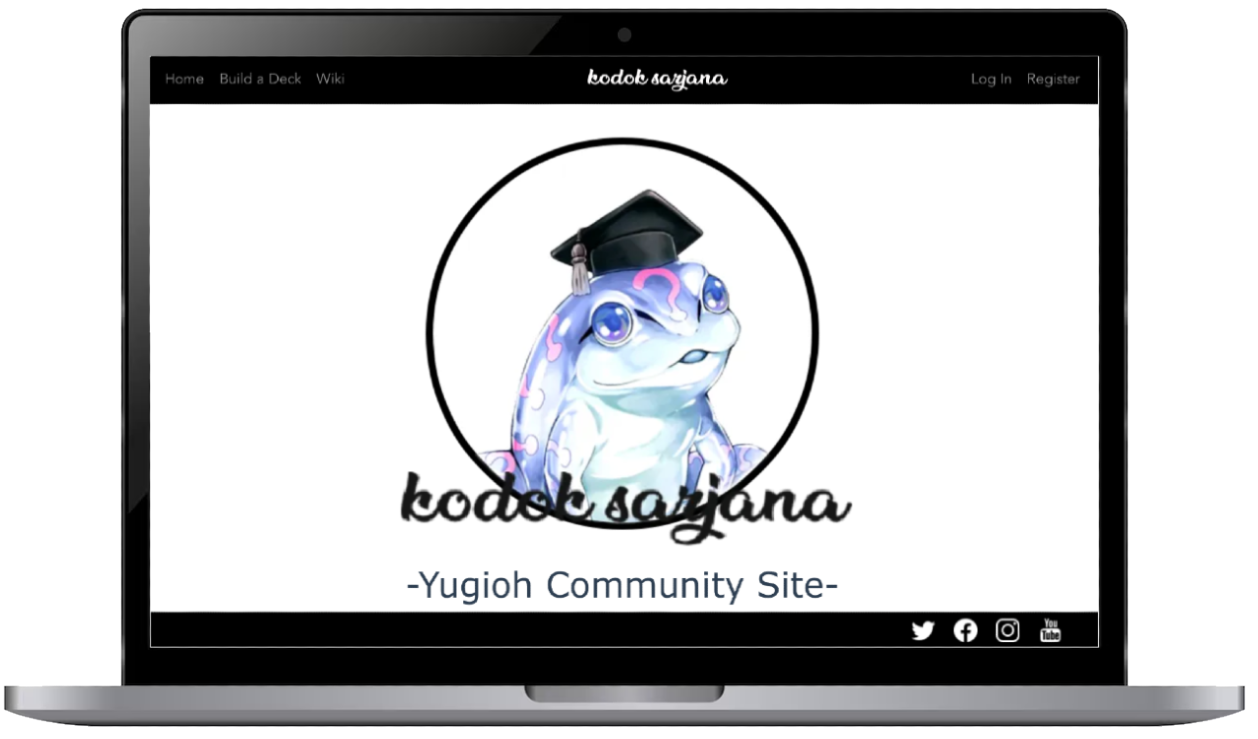 Home Build a Deck Wiki kodok sarjana Log In Register
kodok sarjana
-Yugioh Community Site-
You Tube